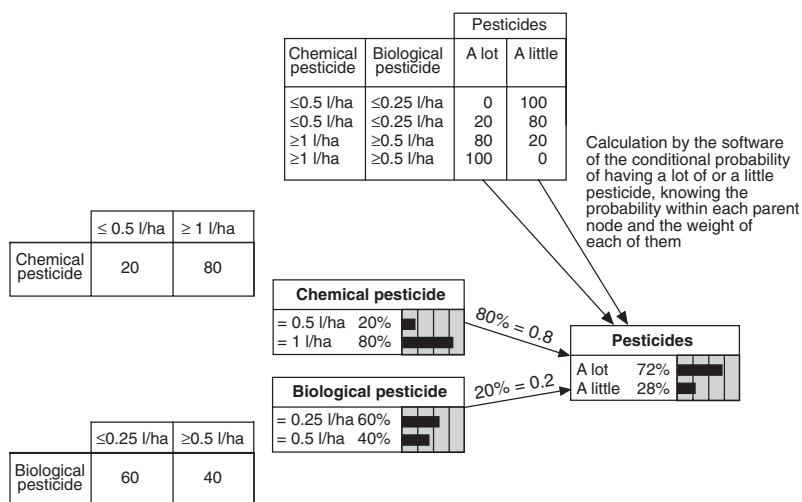 Pesticides
Chemical pesticide Biological pesticide A lot A little
≤0.5 l/ha ≤0.25 l/ha 0 100
≤0.5 l/ha ≤0.25 l/ha 20 80
≥1 l/ha ≥0.5 l/ha 80 20
≥1 l/ha ≥0.5 l/ha 100 0
Calculation by the software
of the conditional probability
of having a lot of or a little
pesticide, knowing the
probability within each parent
node and the weight of
each of them
≤ 0.5 l/ha ≥ 1 l/ha
Chemical pesticide 20 80
Chemical pesticide
= 0.5 l/ha 20%
= 1 l/ha 80%
80% = 0.8
Pesticides
A lot 72%
A little 28%
Biological pesticide
= 0.25 l/ha 60%
= 0.5 l/ha 40%
20% = 0.2
≤0.25 l/ha ≥0.5 l/ha
Biological pesticide 60 40